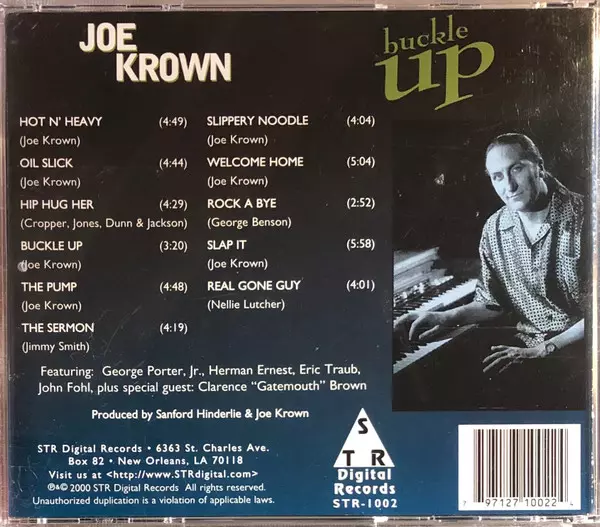 JOE
KROWN
buckle
up
HOT N' HEAVY (4:49)
(Joe Krown)
OIL SLICK (4:44)
(Joe Krown)
HIP HUG HER (4:29)
(Cropper, Jones, Dunn & Jackson)
BUCKLE UP (3:20)
(Joe Krown)
THE PUMP (4:48)
(Joe Krown)
THE SERMON (4:19)
(Jimmy Smith)
SLIPPERY NOODLE (4:04)
(Joe Krown)
WELCOME HOME (5:04)
(Joe Krown)
ROCK A BYE (2:52)
(George Benson)
SLAP IT (5:58)
(Joe Krown)
REAL GONE GUY (4:01)
(Nellie Lutcher)
Featuring: George Porter, Jr., Herman Ernest, Eric Traub,
John Fohl, plus special guest: Clarence "Gatemouth" Brown
Produced by Sanford Hinderlie & Joe Krown
STR Digital Records • 6363 St. Charles Ave.
Box 82 • New Orleans, LA 70118
Visit us at <http://www.STRdigital.com>
℗&© 2000 STR Digital Records All rights reserved.
Unauthorized duplication is a violation of applicable laws.
S
T R
Digital
Records
STR-1002
7 97127 10022 4